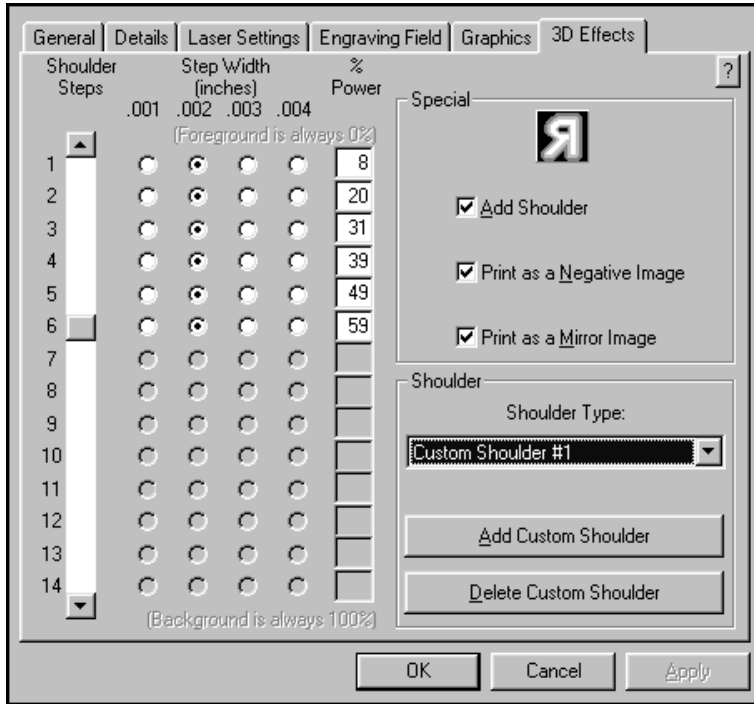 General Details Laser Settings Engraving Field Graphics 3D Effects
Shoulder Steps
Step Width (inches)
% Power
.001 .002 .003 .004
(Foreground is always 0%)
1 8
2 20
3 31
4 39
5 49
6 59
7
8
9
10
11
12
13
14
(Background is always 100%)
?
Special
R
Add Shoulder
Print as a Negative Image
Print as a Mirror Image
Shoulder
Shoulder Type:
Custom Shoulder #1
Add Custom Shoulder
Delete Custom Shoulder
OK Cancel Apply